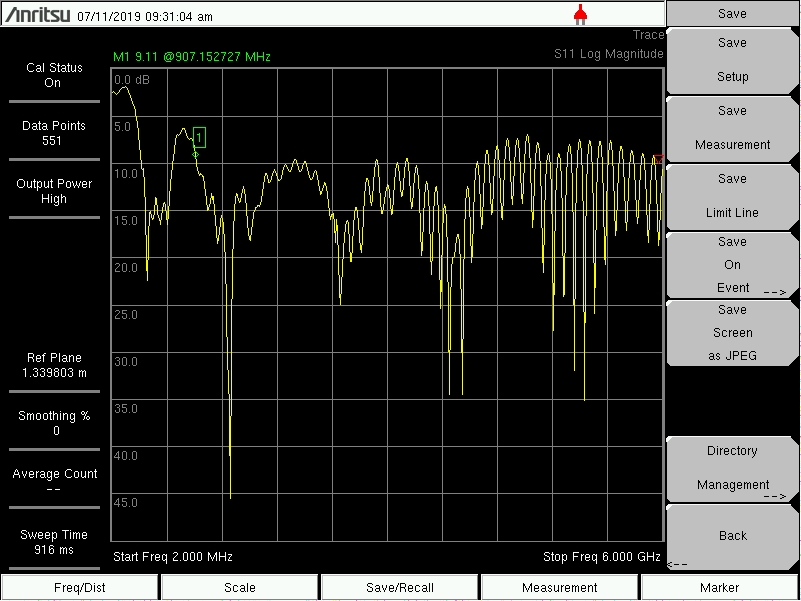 Anritsu 07/11/2019 09:31:04 am
Save
Trace
M1 9.11 @907.152727 MHz
S11 Log Magnitude
Cal Status
On
Data Points
551
Output Power
High
Ref Plane
1.339803 m
Smoothing %
0
Average Count
--
Sweep Time
916 ms
0.0 dB
5.0
1
10.0
15.0
20.0
25.0
30.0
35.0
40.0
45.0
Start Freq 2.000 MHz
Stop Freq 6.000 GHz
Save
Setup
Save
Measurement
Save
Limit Line
Save
On
Event -->
Save
Screen
as JPEG
Directory
Management -->
Back
<--
Freq/Dist
Scale
Save/Recall
Measurement
Marker